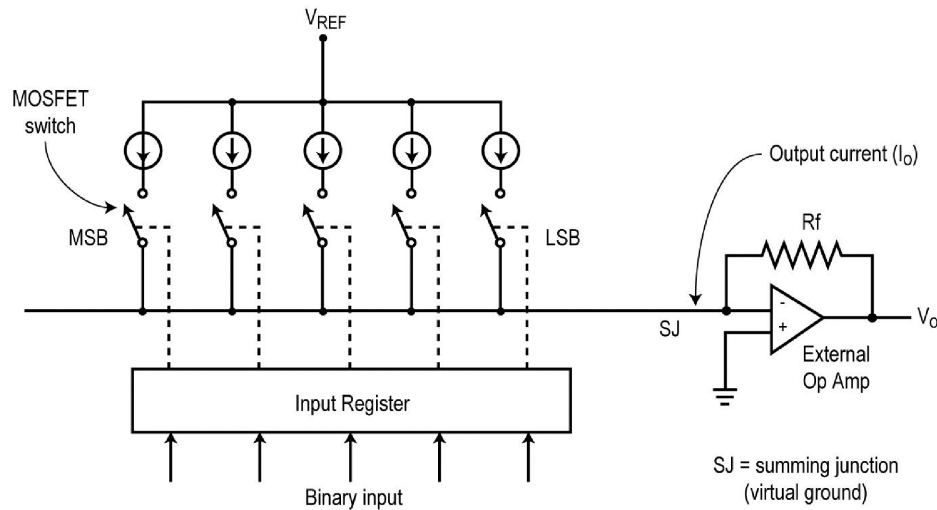 VREF
MOSFET
switch
Output current (IO)
MSB
LSB
Rf
-
+
SJ
VO
External
Op Amp
Input Register
Binary input
SJ = summing junction
(virtual ground)